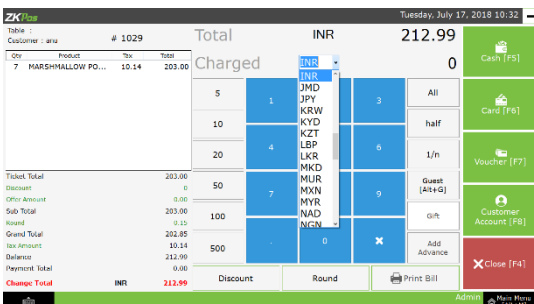 ZKPos
Tuesday, July 17, 2018 10:32
Table :
Customer : anu
# 1029
Qty Product Tax Total
7 MARSHMALLOW PO... 10.14 203.00
Ticket Total 203.00
Discount 0
Offer Amount 0.00
Sub Total 203.00
Round 0.15
Grand Total 202.85
Tax Amount 10.14
Balance 212.99
Payment Total 0.00
Change Total INR 212.99
Total INR 212.99
Charged INR 0
INR
JMD
JPY
KRW
KYD
KZT
LBP
LKR
MKD
MUR
MXN
MYR
NAD
NGN
5 1 3 All
10 half
20 4 6 1/n
50 7 9 Guest
[Alt+G]
100 Gift
500 . 0 Add
Advance
Discount Round Print Bill
Cash [F5]
Card [F6]
Voucher [F7]
Customer
Account [F8]
Close [F4]
Admin
Main Menu